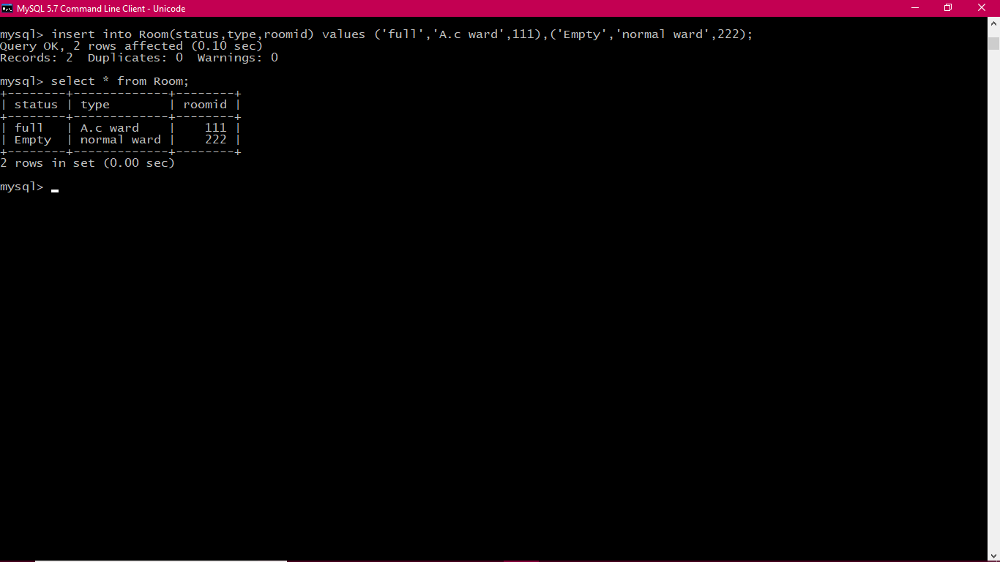 MySQL 5.7 Command Line Client - Unicode
mysql> insert into Room(status,type,roomid) values ('full','A.c ward',111),('Empty','normal ward',222);
Query OK, 2 rows affected (0.10 sec)
Records: 2  Duplicates: 0  Warnings: 0
mysql> select * from Room;
+--------+-------------+--------+
| status | type        | roomid |
+--------+-------------+--------+
| full   | A.c ward    |    111 |
| Empty  | normal ward |    222 |
+--------+-------------+--------+
2 rows in set (0.00 sec)
mysql> _